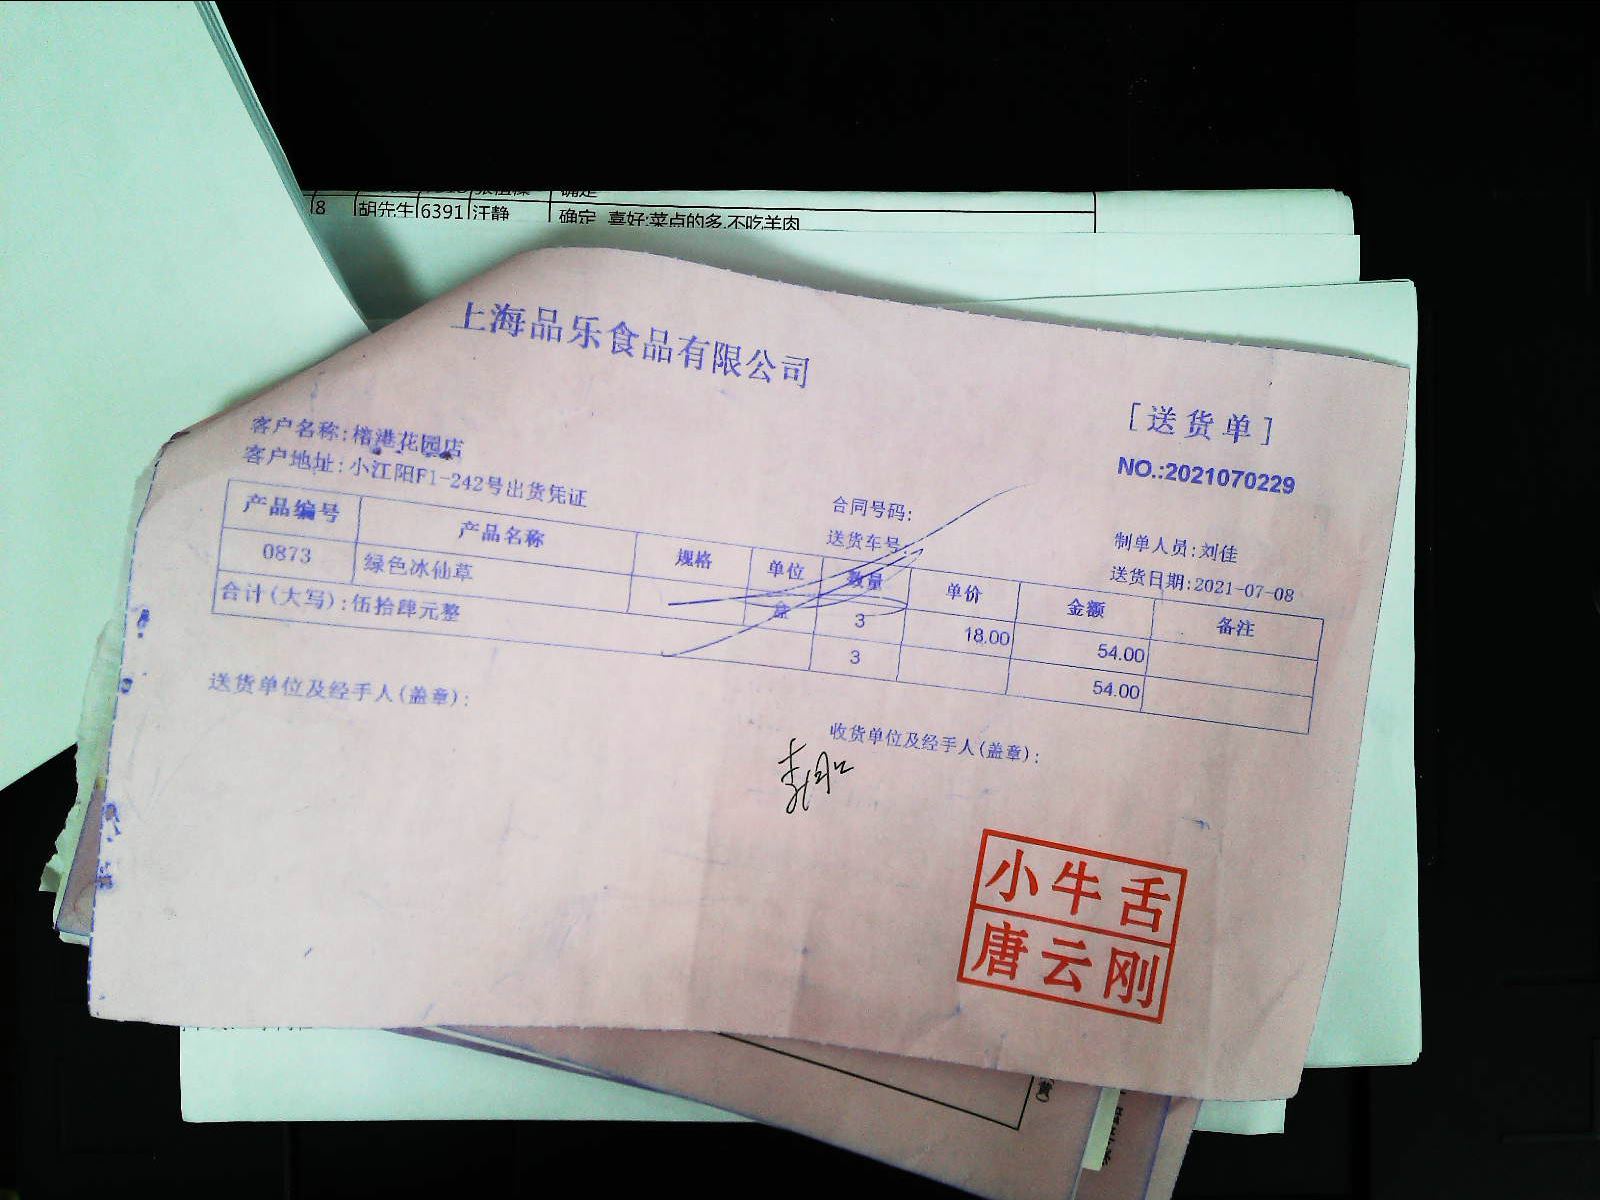 8 胡先生 6391 汗静 确定 喜好:菜点的多,不吃羊肉
上海品乐食品有限公司
[送货单]
NO.:2021070229
客户名称:楷港花园店
客户地址:小江阳F1-242号出货凭证
合同号码:
送货车号:
制单人员:刘佳
送货日期:2021-07-08
产品编号 产品名称 规格 单位 数量 单价 金额 备注
0873 绿色冰仙草 盒 3 18.00 54.00
合计(大写):伍拾肆元整 3 54.00
送货单位及经手人(盖章):
收货单位及经手人(盖章):
小牛舌
唐云刚